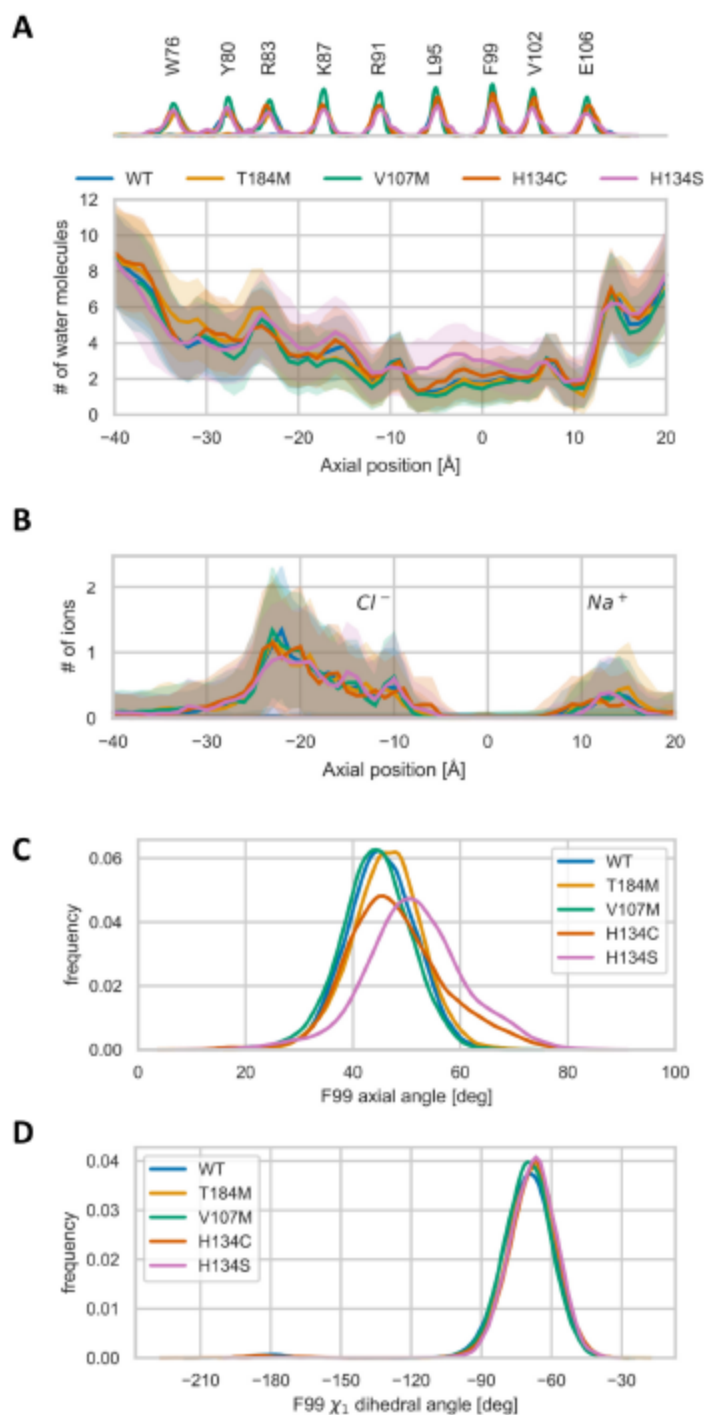 A
W76 Y80 R83 K87 R91 L95 F99 V102 E106
WT T184M V107M H134C H134S
12
10
8
6
4
2
0
# of water molecules
−40 −30 −20 −10 0 10 20
Axial position [Å]
B
2
1
0
# of ions
Cl⁻ Na⁺
−40 −30 −20 −10 0 10 20
Axial position [Å]
C
0.06
0.04
0.02
0.00
frequency
WT
T184M
V107M
H134C
H134S
0 20 40 60 80 100
F99 axial angle [deg]
D
0.04
0.03
0.02
0.01
0.00
frequency
WT
T184M
V107M
H134C
H134S
−210 −180 −150 −120 −90 −60 −30
F99 χ₁ dihedral angle [deg]